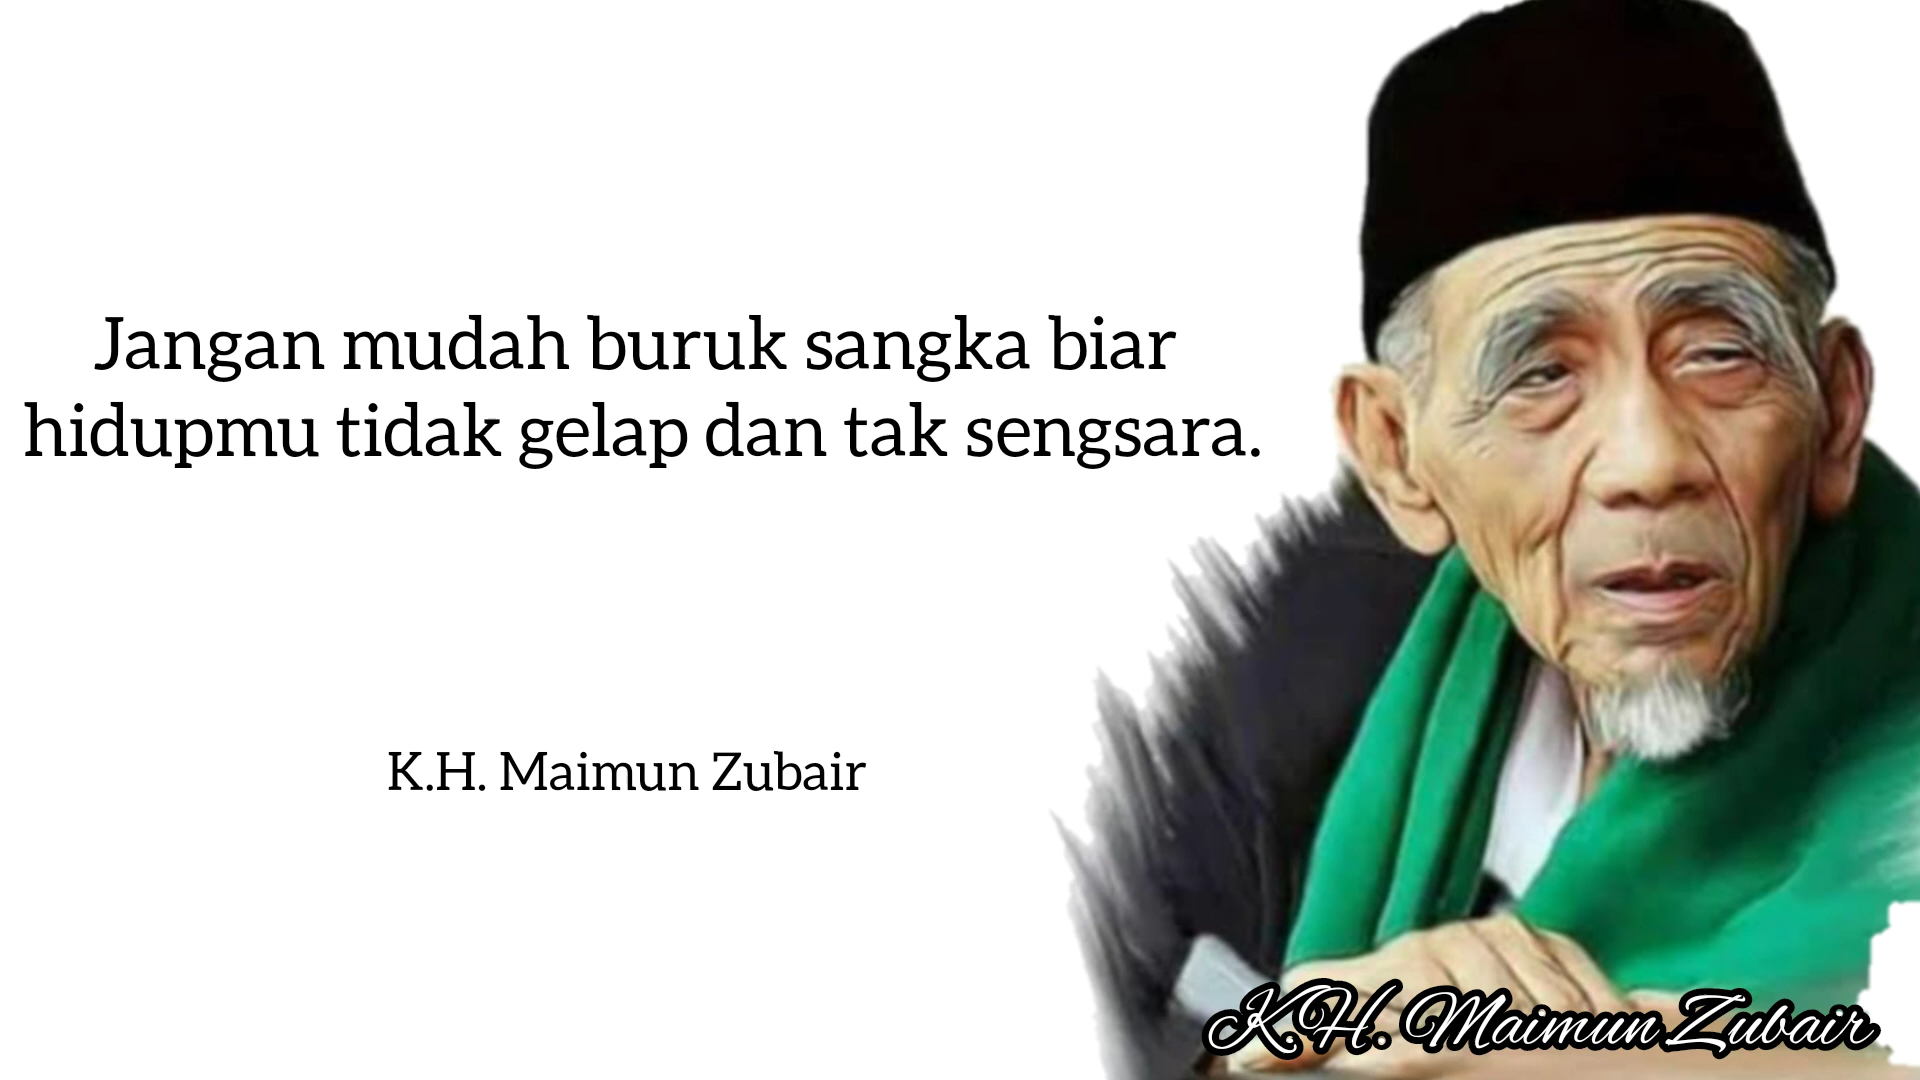 Jangan mudah buruk sangka biar
hidupmu tidak gelap dan tak sengsara.
K.H. Maimun Zubair
K.H. Maimun Zubair